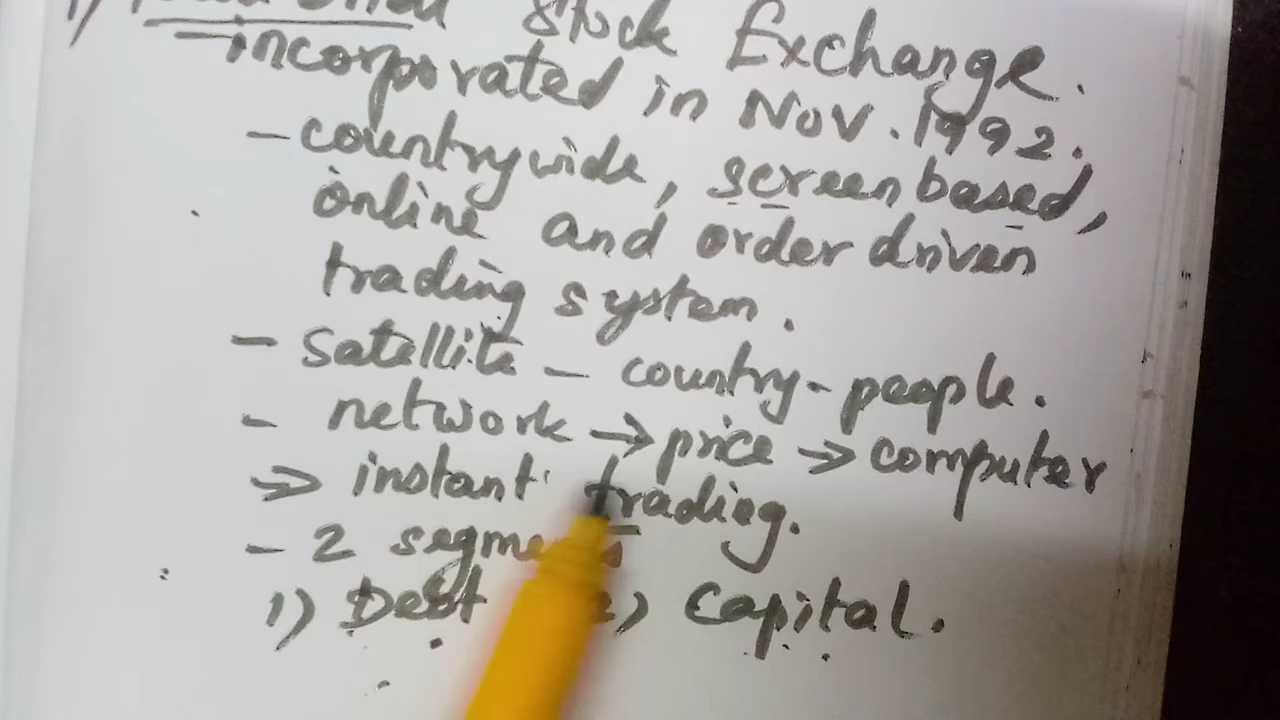 Stock Exchange.
- incorporated in Nov. 1992.
- countrywide, screen based,
online and order driven
trading system.
- satellite - country - people.
- network → price → computer
⇒ instant trading.
- 2
1) Debt 2) Capital.